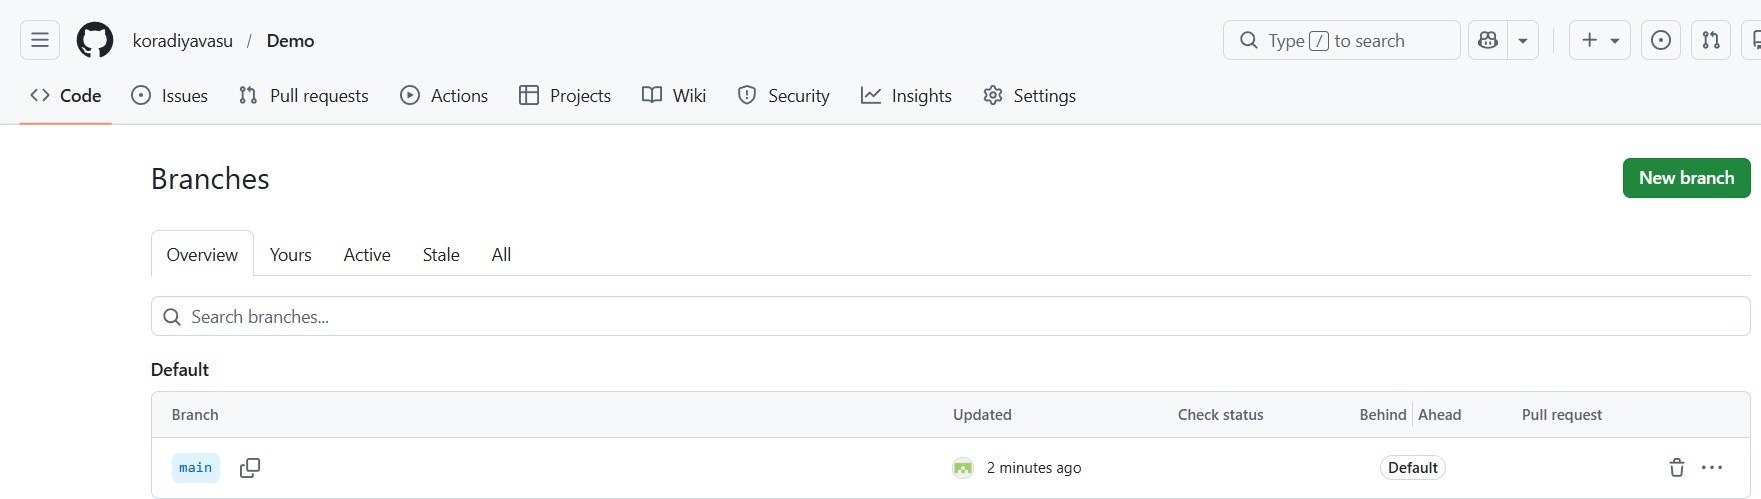 koradiyavasu / Demo
Type / to search
Code Issues Pull requests Actions Projects Wiki Security Insights Settings
Branches
New branch
Overview Yours Active Stale All
Search branches...
Default
Branch Updated Check status Behind Ahead Pull request
main 2 minutes ago Default